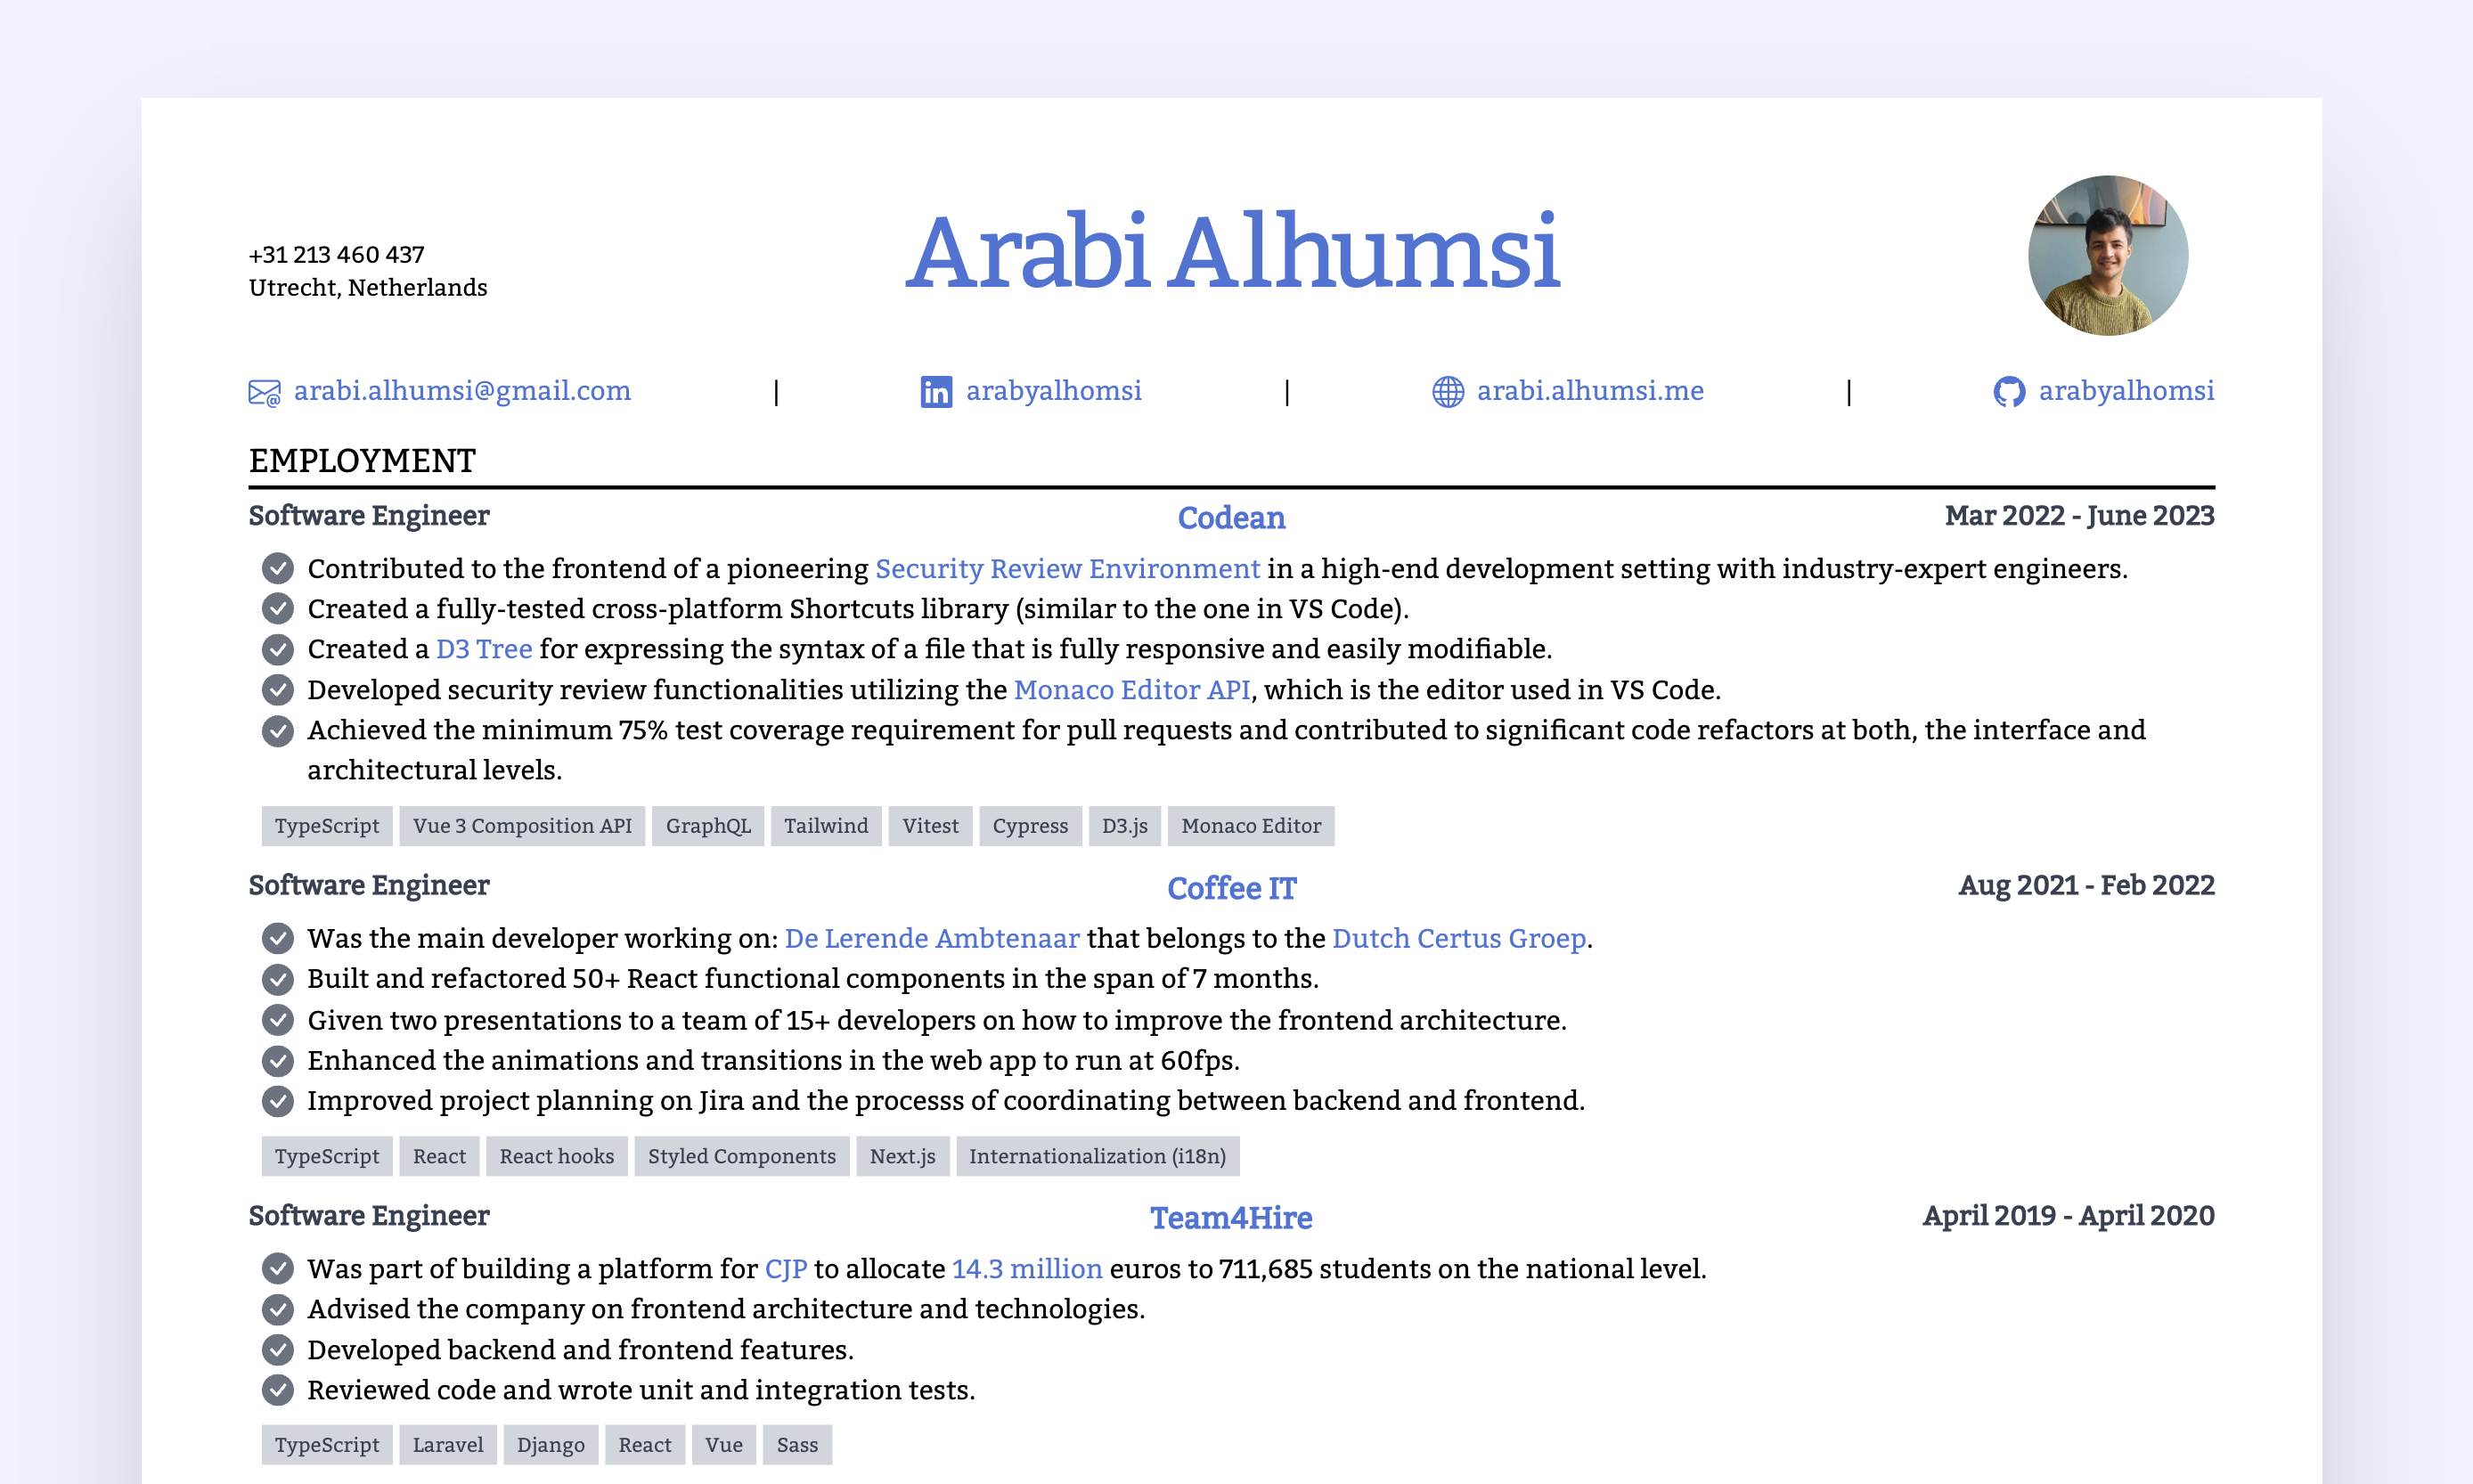 +31 213 460 437
Utrecht, Netherlands
Arabi Alhumsi
arabi.alhumsi@gmail.com | arabyalhomsi | arabi.alhumsi.me | arabyalhomsi
EMPLOYMENT
Software Engineer Codean Mar 2022 - June 2023
Contributed to the frontend of a pioneering Security Review Environment in a high-end development setting with industry-expert engineers.
Created a fully-tested cross-platform Shortcuts library (similar to the one in VS Code).
Created a D3 Tree for expressing the syntax of a file that is fully responsive and easily modifiable.
Developed security review functionalities utilizing the Monaco Editor API, which is the editor used in VS Code.
Achieved the minimum 75% test coverage requirement for pull requests and contributed to significant code refactors at both, the interface and
architectural levels.
TypeScript Vue 3 Composition API GraphQL Tailwind Vitest Cypress D3.js Monaco Editor
Software Engineer Coffee IT Aug 2021 - Feb 2022
Was the main developer working on: De Lerende Ambtenaar that belongs to the Dutch Certus Groep.
Built and refactored 50+ React functional components in the span of 7 months.
Given two presentations to a team of 15+ developers on how to improve the frontend architecture.
Enhanced the animations and transitions in the web app to run at 60fps.
Improved project planning on Jira and the processs of coordinating between backend and frontend.
TypeScript React React hooks Styled Components Next.js Internationalization (i18n)
Software Engineer Team4Hire April 2019 - April 2020
Was part of building a platform for CJP to allocate 14.3 million euros to 711,685 students on the national level.
Advised the company on frontend architecture and technologies.
Developed backend and frontend features.
Reviewed code and wrote unit and integration tests.
TypeScript Laravel Django React Vue Sass